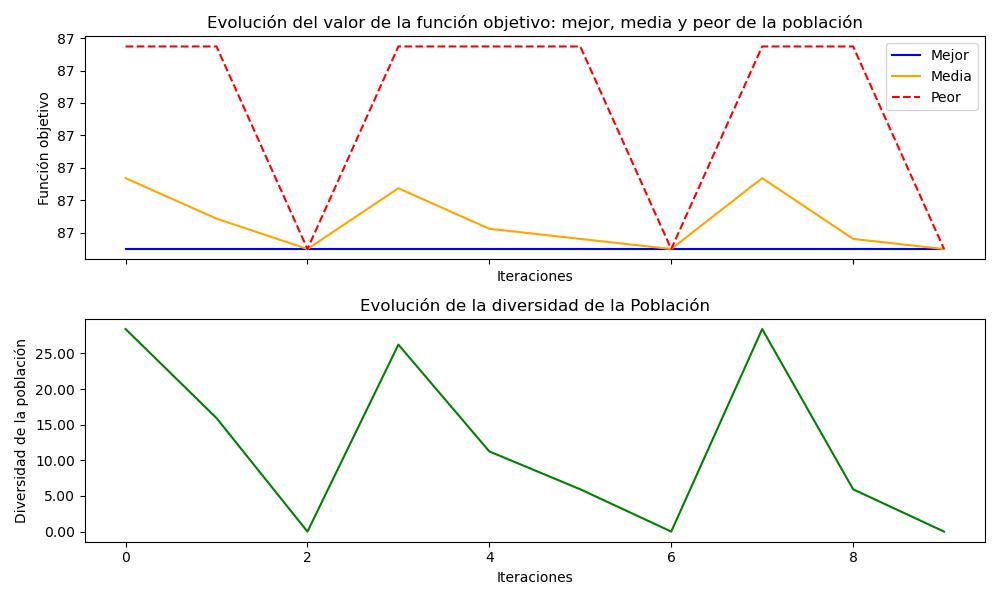 Evolución del valor de la función objetivo: mejor, media y peor de la población
87
87
87
87
87
87
87
Función objetivo
Mejor
Media
Peor
Iteraciones
Evolución de la diversidad de la Población
25.00
20.00
15.00
10.00
5.00
0.00
Diversidad de la población
0 2 4 6 8
Iteraciones